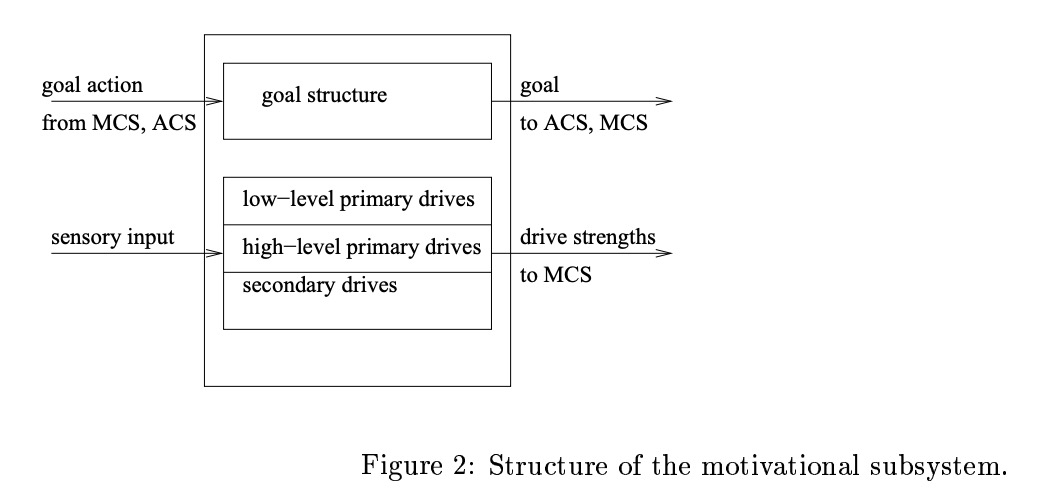 goal action
from MCS, ACS
goal structure
goal
to ACS, MCS
low−level primary drives
sensory input
high−level primary drives
drive strengths
to MCS
secondary drives
Figure 2: Structure of the motivational subsystem.